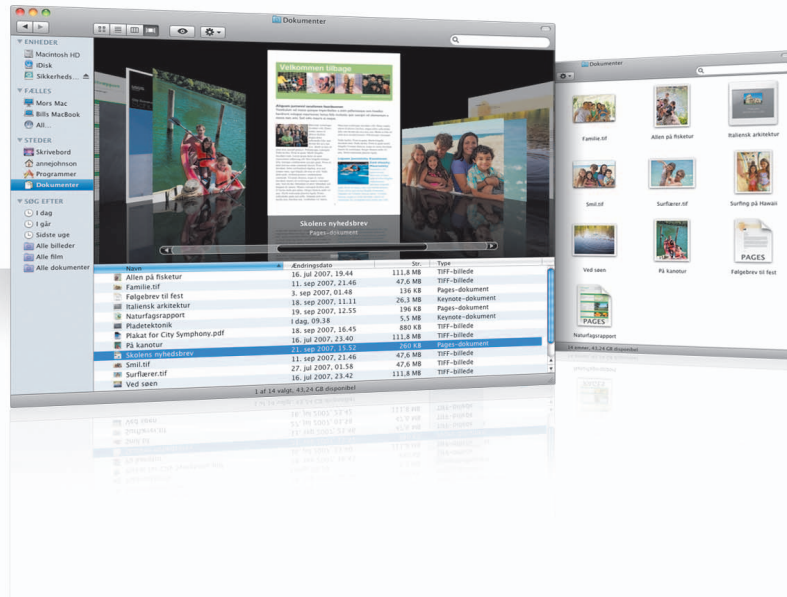 Dokumenter
ENHEDER
Macintosh HD
iDisk
Sikkerheds...
FÆLLES
Mors Mac
Bills MacBook
All...
STEDER
Skrivebord
annejohnson
Programmer
Dokumenter
SØG EFTER
I dag
I går
Sidste uge
Alle billeder
Alle film
Alle dokumenter
Velkommen tilbage
Skolens nyhedsbrev
Pages-dokument
Navn Ændringsdato Str. Type
Allen på fisketur 16. jul 2007, 19.44 111,8 MB TIFF-billede
Familie.tif 11. sep 2007, 21.46 47,6 MB TIFF-billede
Følgebrev til fest 3. sep 2007, 01.48 136 KB Pages-dokument
Italiensk arkitektur 18. sep 2007, 11.11 26,3 MB Keynote-dokument
Naturfagsrapport 19. sep 2007, 12.55 196 KB Pages-dokument
Pladetektonik I dag, 09.38 5,5 MB Keynote-dokument
Plakat for City Symphony.pdf 18. sep 2007, 16.45 880 KB TIFF-billede
På kanotur 16. jul 2007, 23.40 111,8 MB TIFF-billede
Skolens nyhedsbrev 21. sep 2007, 15.52 260 KB Pages-dokument
Smil.tif 11. sep 2007, 21.46 47,6 MB TIFF-billede
Surflærer.tif 27. jul 2007, 01.58 47,6 MB TIFF-billede
Ved søen 16. jul 2007, 23.42 111,8 MB TIFF-billede
1 af 14 valgt, 43,24 GB disponibel
Dokumenter
Familie.tif
Allen på fisketur
Italiensk arkitektur
Smil.tif
Surflærer.tif
Surfing på Hawaii
Ved søen
På kanotur
PAGES
Følgebrev til fest
PAGES
Naturfagsrapport
14 emner, 43,24 GB disponibel